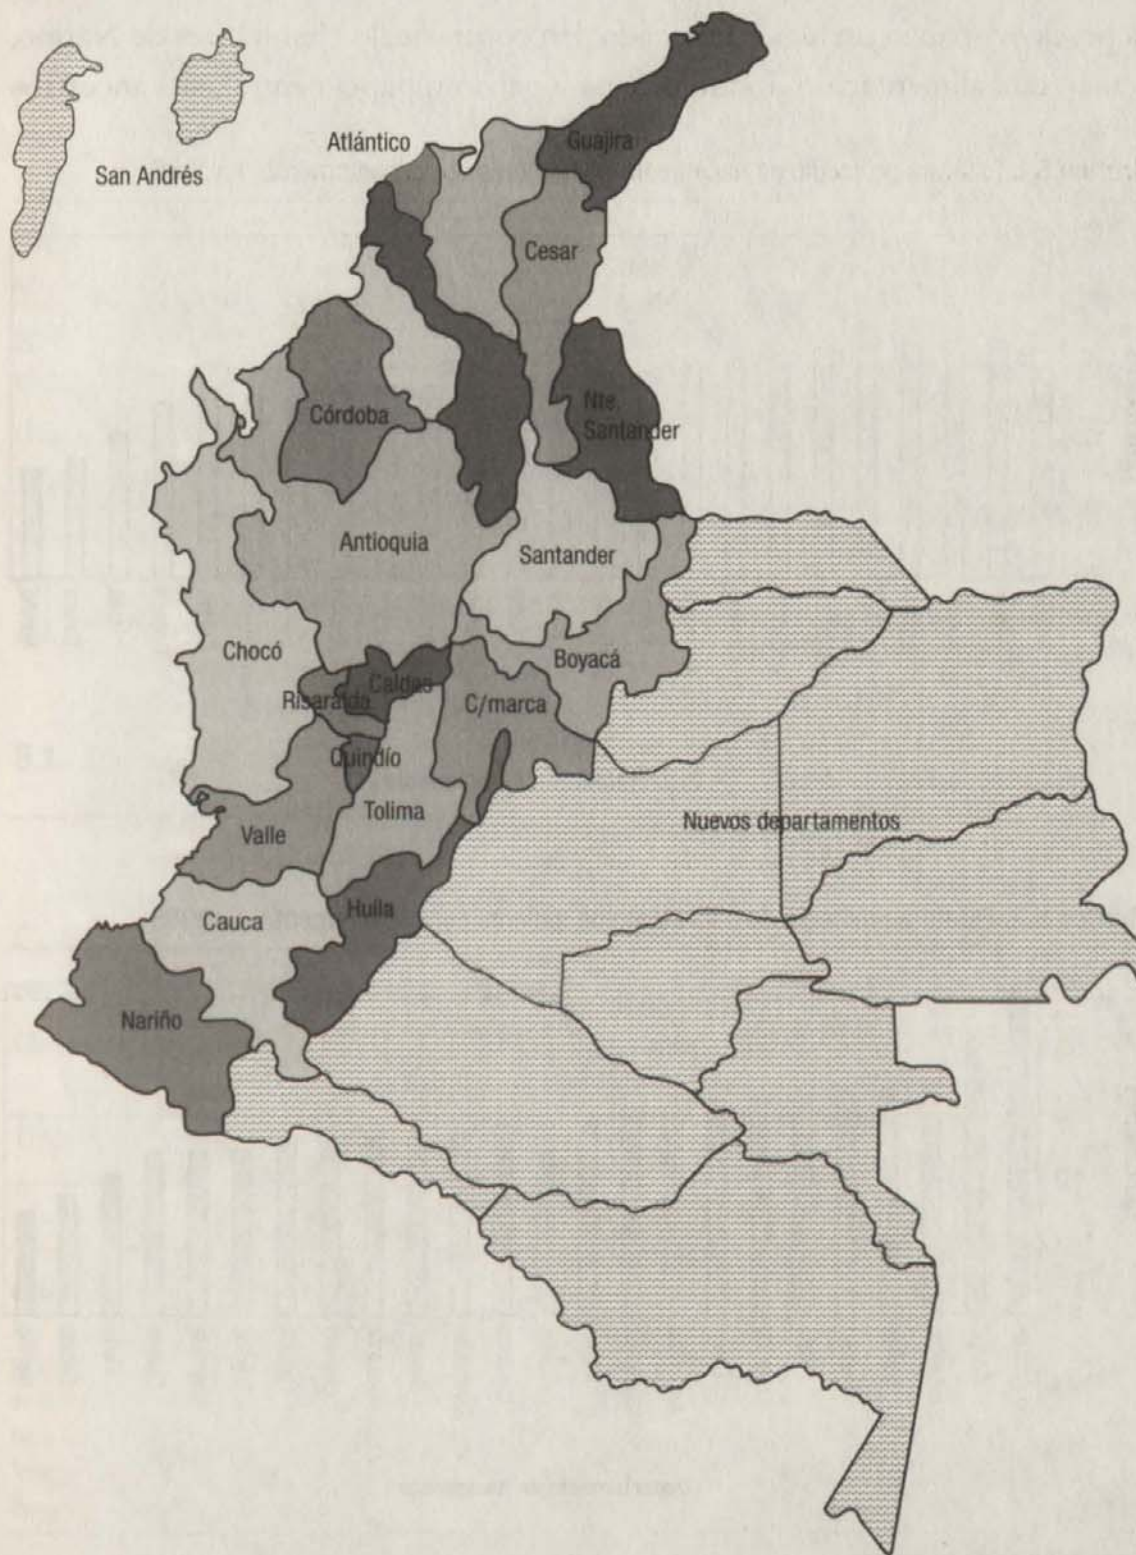 Atlántico
Guajira
San Andrés
Cesar
Córdoba
Nte.
Santander
Antioquia
Santander
Chocó
Boyacá
Caldas
Risaralda
C/marca
Quindío
Tolima
Nuevos departamentos
Valle
Huila
Cauca
Nariño